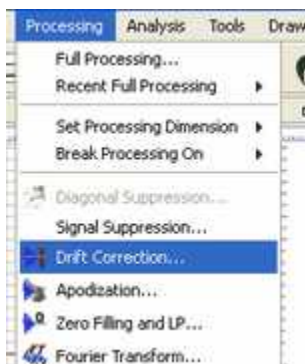 Processing Analysis Tools Draw
Full Processing...
Recent Full Processing
Set Processing Dimension
Break Processing On
Diagonal Suppression...
Signal Suppression...
Drift Correction...
Apodization...
Zero Filling and LP...
Fourier Transform...